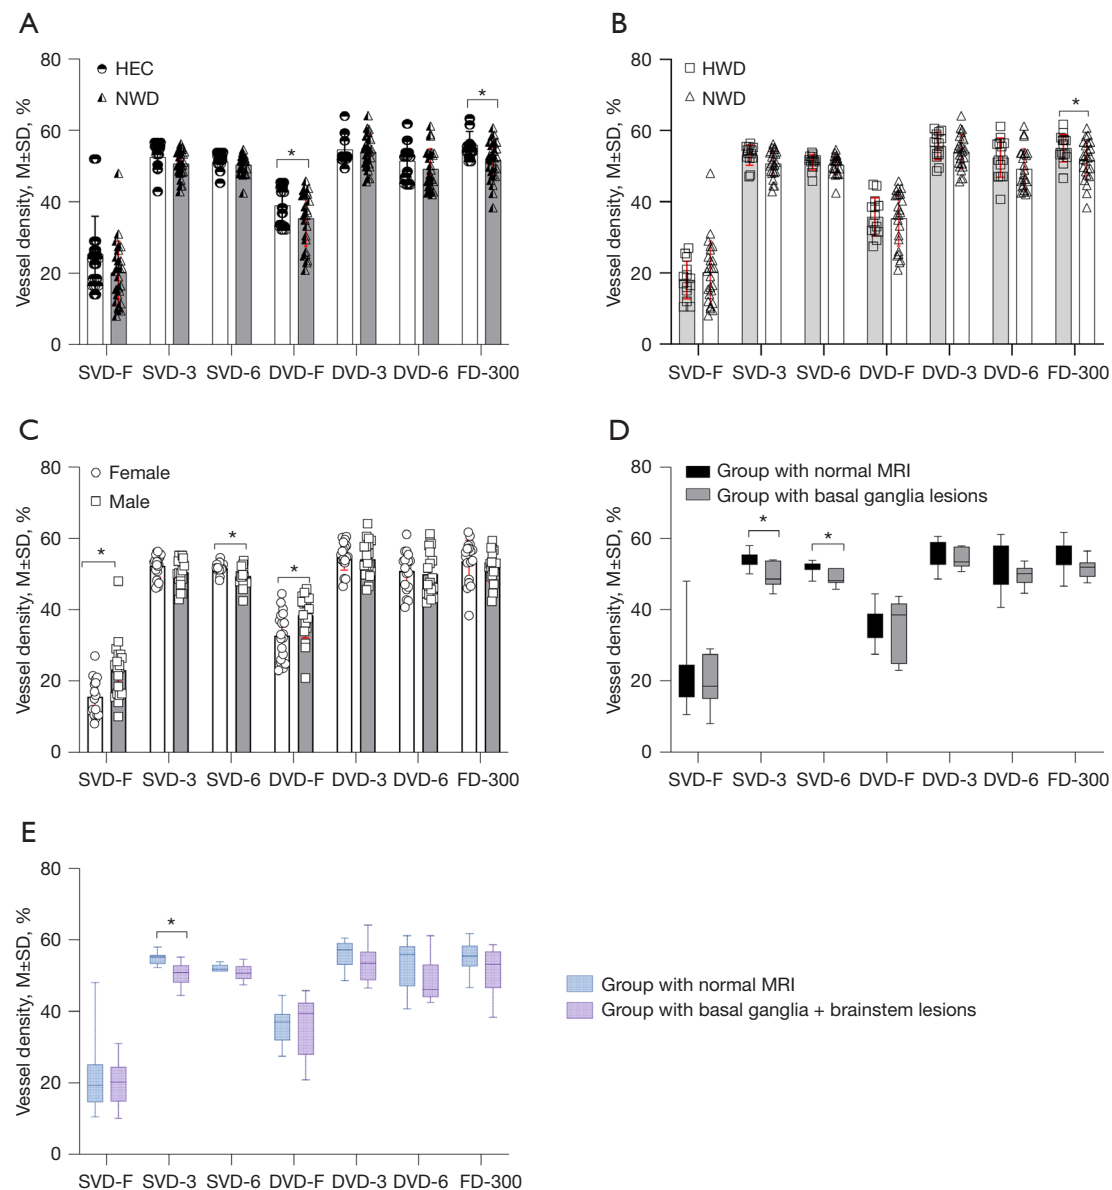 A
Vessel density, M±SD, %
80
60
40
20
0
HEC
NWD
*
*
SVD-F SVD-3 SVD-6 DVD-F DVD-3 DVD-6 FD-300
B
Vessel density, M±SD, %
80
60
40
20
0
HWD
NWD
*
SVD-F SVD-3 SVD-6 DVD-F DVD-3 DVD-6 FD-300
C
Vessel density, M±SD, %
80
60
40
20
0
Female
Male
*
*
*
SVD-F SVD-3 SVD-6 DVD-F DVD-3 DVD-6 FD-300
D
Vessel density, M±SD, %
80
60
40
20
0
Group with normal MRI
Group with basal ganglia lesions
*
*
SVD-F SVD-3 SVD-6 DVD-F DVD-3 DVD-6 FD-300
E
Vessel density, M±SD, %
80
60
40
20
0
*
SVD-F SVD-3 SVD-6 DVD-F DVD-3 DVD-6 FD-300
Group with normal MRI
Group with basal ganglia + brainstem lesions